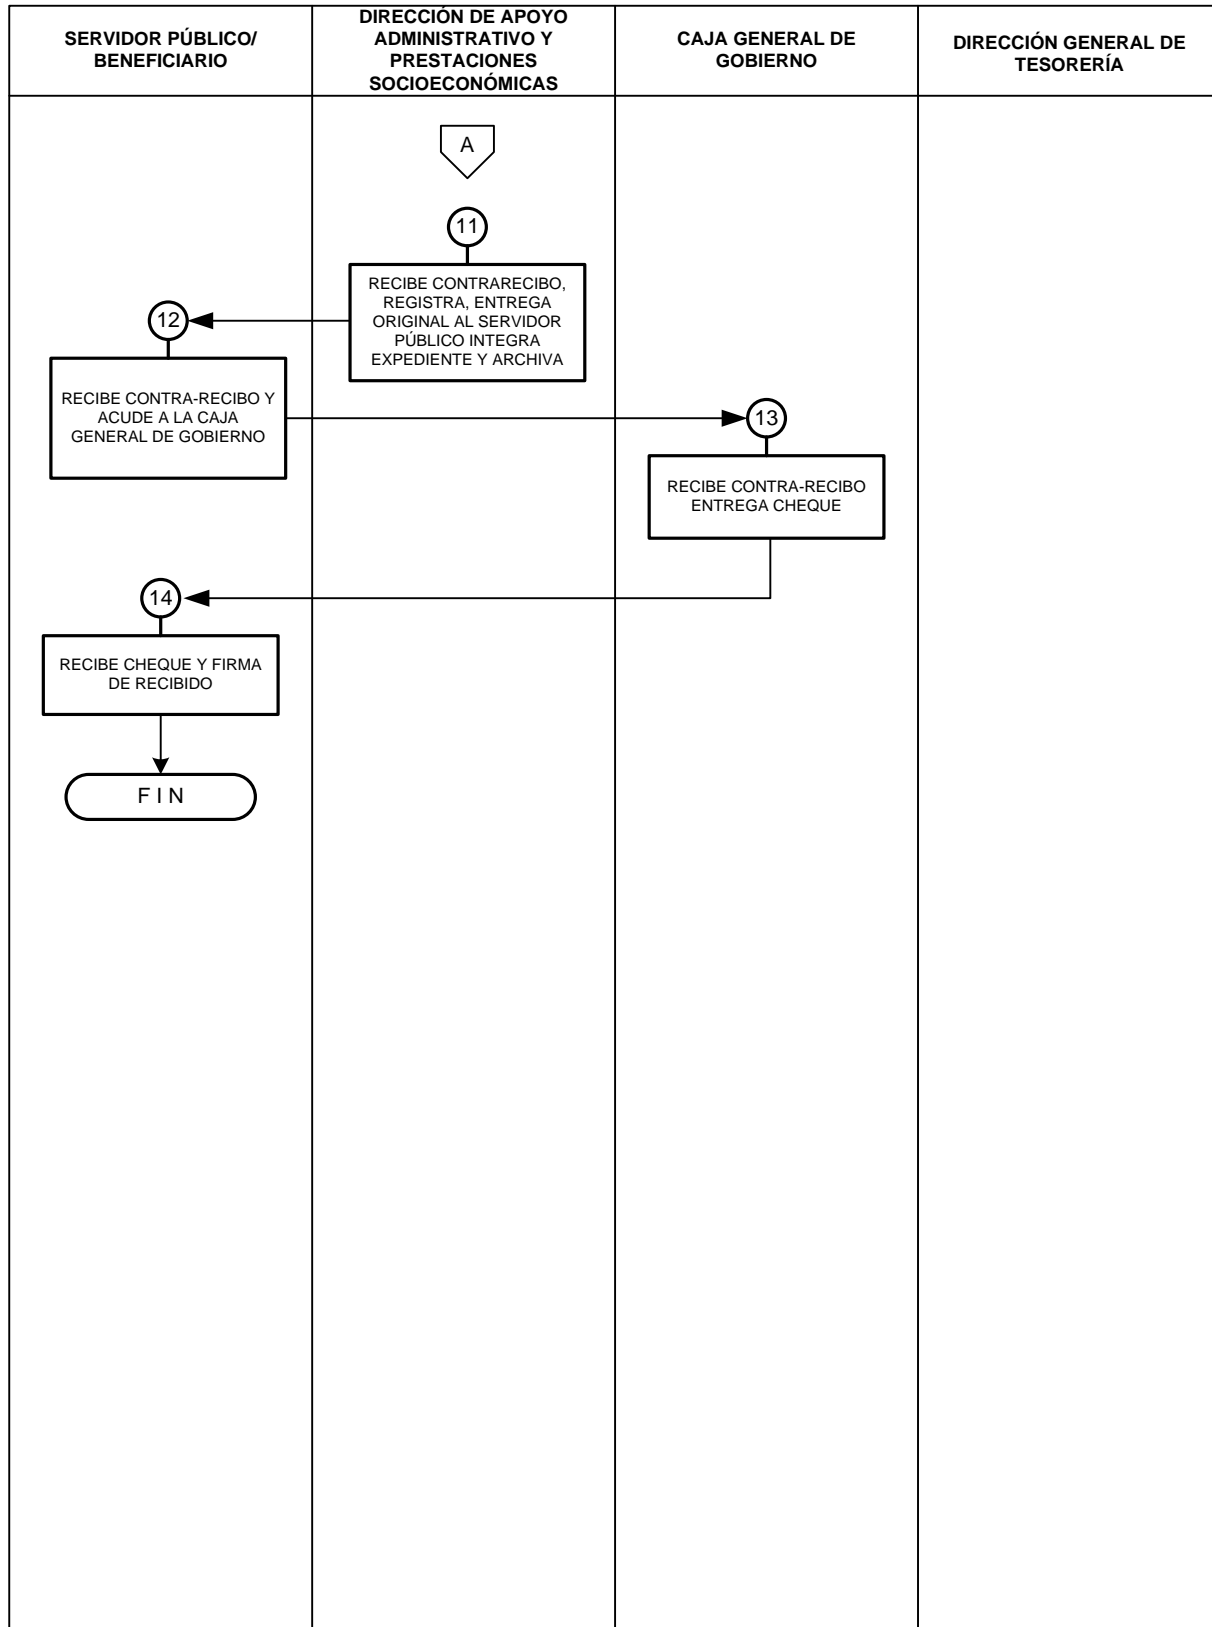 SERVIDOR PÚBLICO/
BENEFICIARIO
DIRECCIÓN DE APOYO
ADMINISTRATIVO Y
PRESTACIONES
SOCIOECONÓMICAS
CAJA GENERAL DE
GOBIERNO
DIRECCIÓN GENERAL DE
TESORERÍA
A
11
RECIBE CONTRARECIBO,
REGISTRA, ENTREGA
ORIGINAL AL SERVIDOR
PÚBLICO INTEGRA
EXPEDIENTE Y ARCHIVA
12
RECIBE CONTRA-RECIBO Y
ACUDE A LA CAJA
GENERAL DE GOBIERNO
13
RECIBE CONTRA-RECIBO
ENTREGA CHEQUE
14
RECIBE CHEQUE Y FIRMA
DE RECIBIDO
F I N